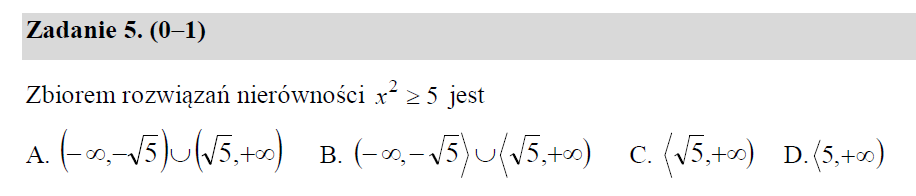 Zadanie 5. (0–1)
Zbiorem rozwiązań nierówności x² ≥ 5 jest
A. (−∞,−√5)∪(√5,+∞) B. (−∞,−√5⟩∪⟨√5,+∞) C. ⟨√5,+∞) D.⟨5,+∞)